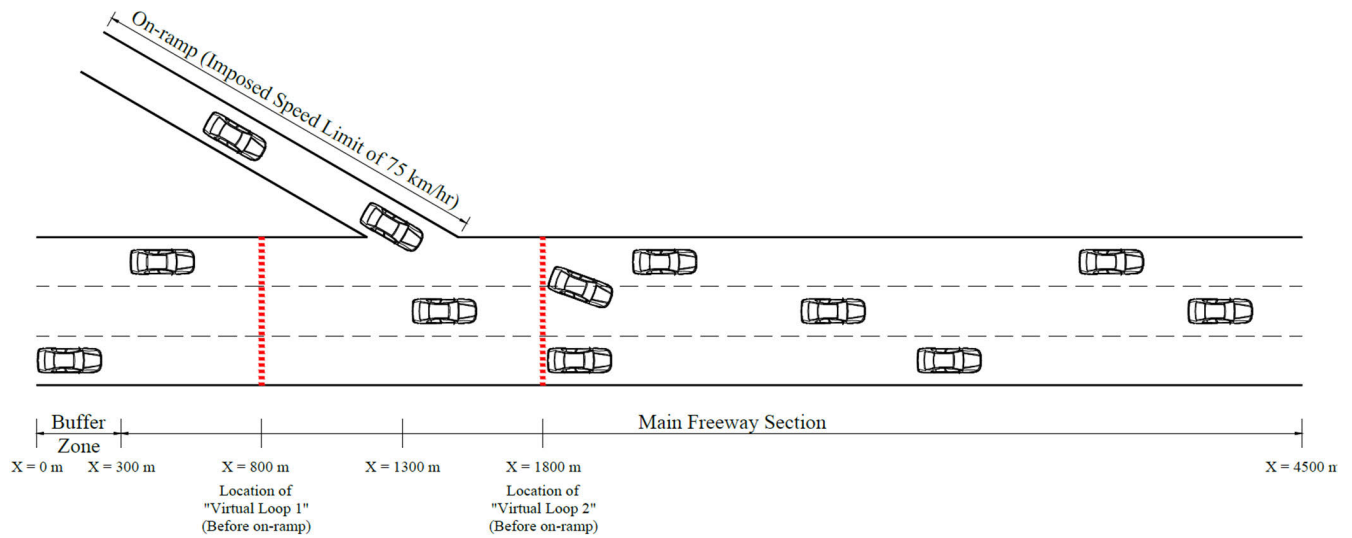 On-ramp (Imposed Speed Limit of 75 km/hr)
Buffer
Zone
Main Freeway Section
X = 0 m
X = 300 m
X = 800 m
X = 1300 m
X = 1800 m
X = 4500 m
Location of
"Virtual Loop 1"
(Before on-ramp)
Location of
"Virtual Loop 2"
(Before on-ramp)